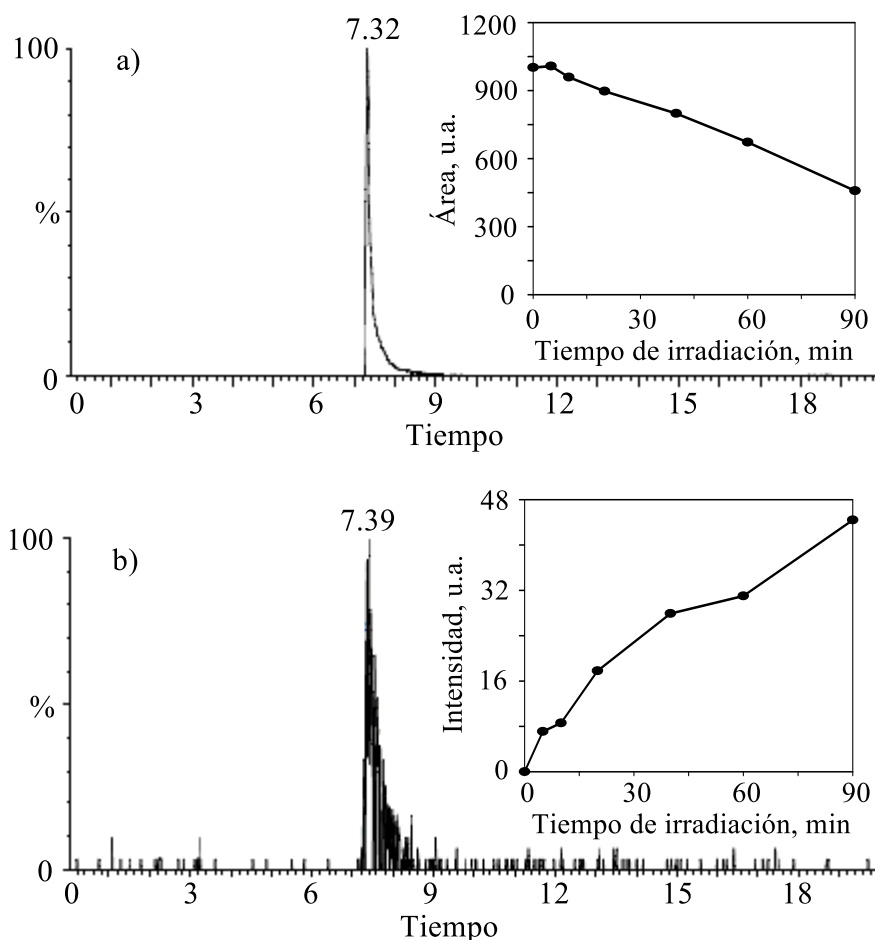 7.32
a)
100
%
0
0 3 6 9 12 15 18
Tiempo
1200
900
600
300
0
Área, u.a.
0 30 60 90
Tiempo de irradiación, min
7.39
b)
100
%
0
0 3 6 9 12 15 18
Tiempo
48
32
16
0
Intensidad, u.a.
0 30 60 90
Tiempo de irradiación, min